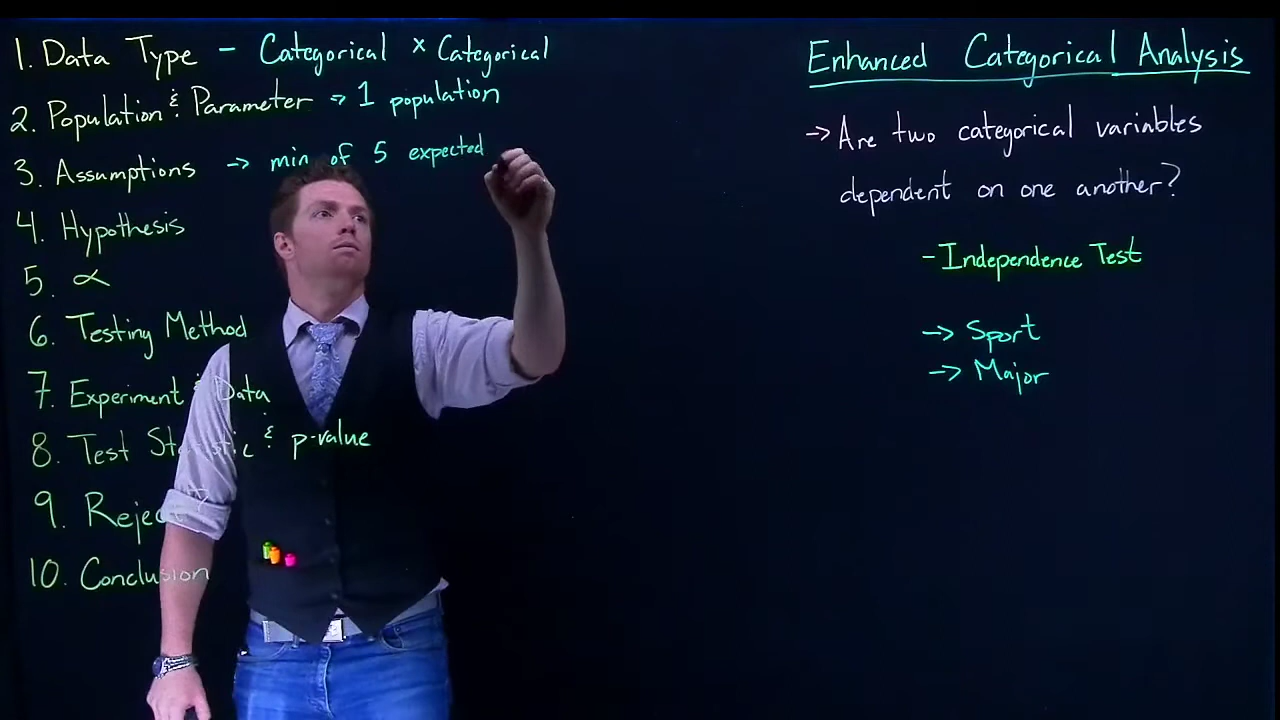 1. Data Type - Categorical x Categorical
2. Population & Parameter → 1 population
3. Assumptions → min of 5 expected
4. Hypothesis
5. α
6. Testing Method
7. Experiment & Data
8. Test Statistic & p-value
9. Reject?
10. Conclusion
Enhanced Categorical Analysis
→ Are two categorical variables
dependent on one another?
- Independence Test
→ Sport
→ Major